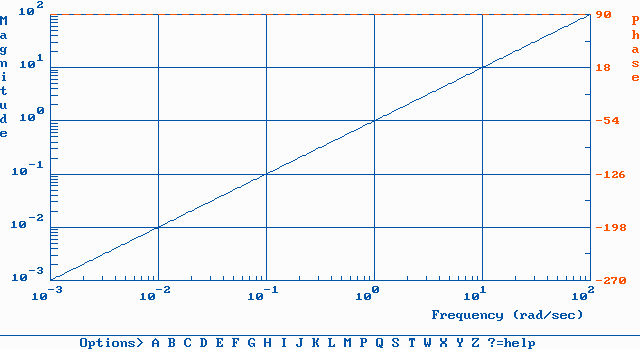 10^2
10^1
10^0
10^-1
10^-2
10^-3
Magnitude
90
18
-54
-126
-198
-270
Phase
10^-3 10^-2 10^-1 10^0 10^1 10^2
Frequency (rad/sec)
Options> A B C D E F G H I J K L M P Q S T W X Y Z ?=help